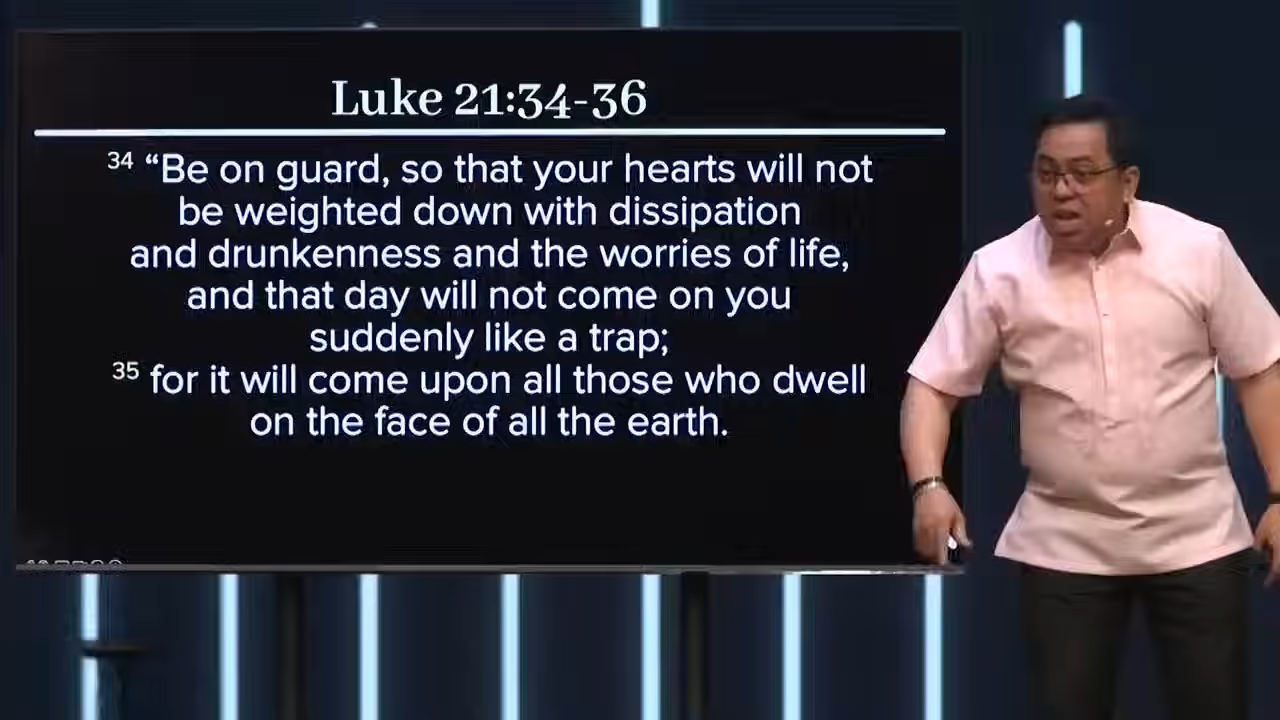 Luke 21:34-36
34 “Be on guard, so that your hearts will not
be weighted down with dissipation
and drunkenness and the worries of life,
and that day will not come on you
suddenly like a trap;
35 for it will come upon all those who dwell
on the face of all the earth.